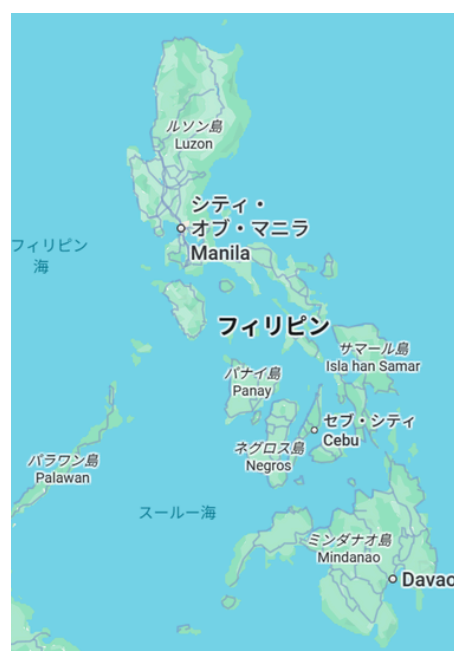 ルソン島
Luzon
シティ・
オブ・マニラ
Manila
フィリピン
海
フィリピン
サマール島
Isla han Samar
パナイ島
Panay
セブ・シティ
Cebu
ネグロス島
Negros
パラワン島
Palawan
スールー海
ミンダナオ島
Mindanao
Davao